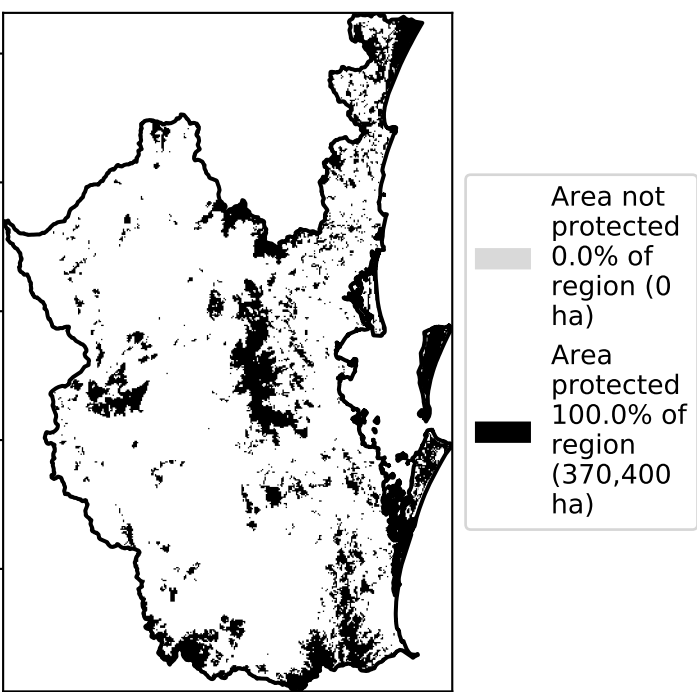 Area not
protected
0.0% of
region (0
ha)
Area
protected
100.0% of
region
(370,400
ha)